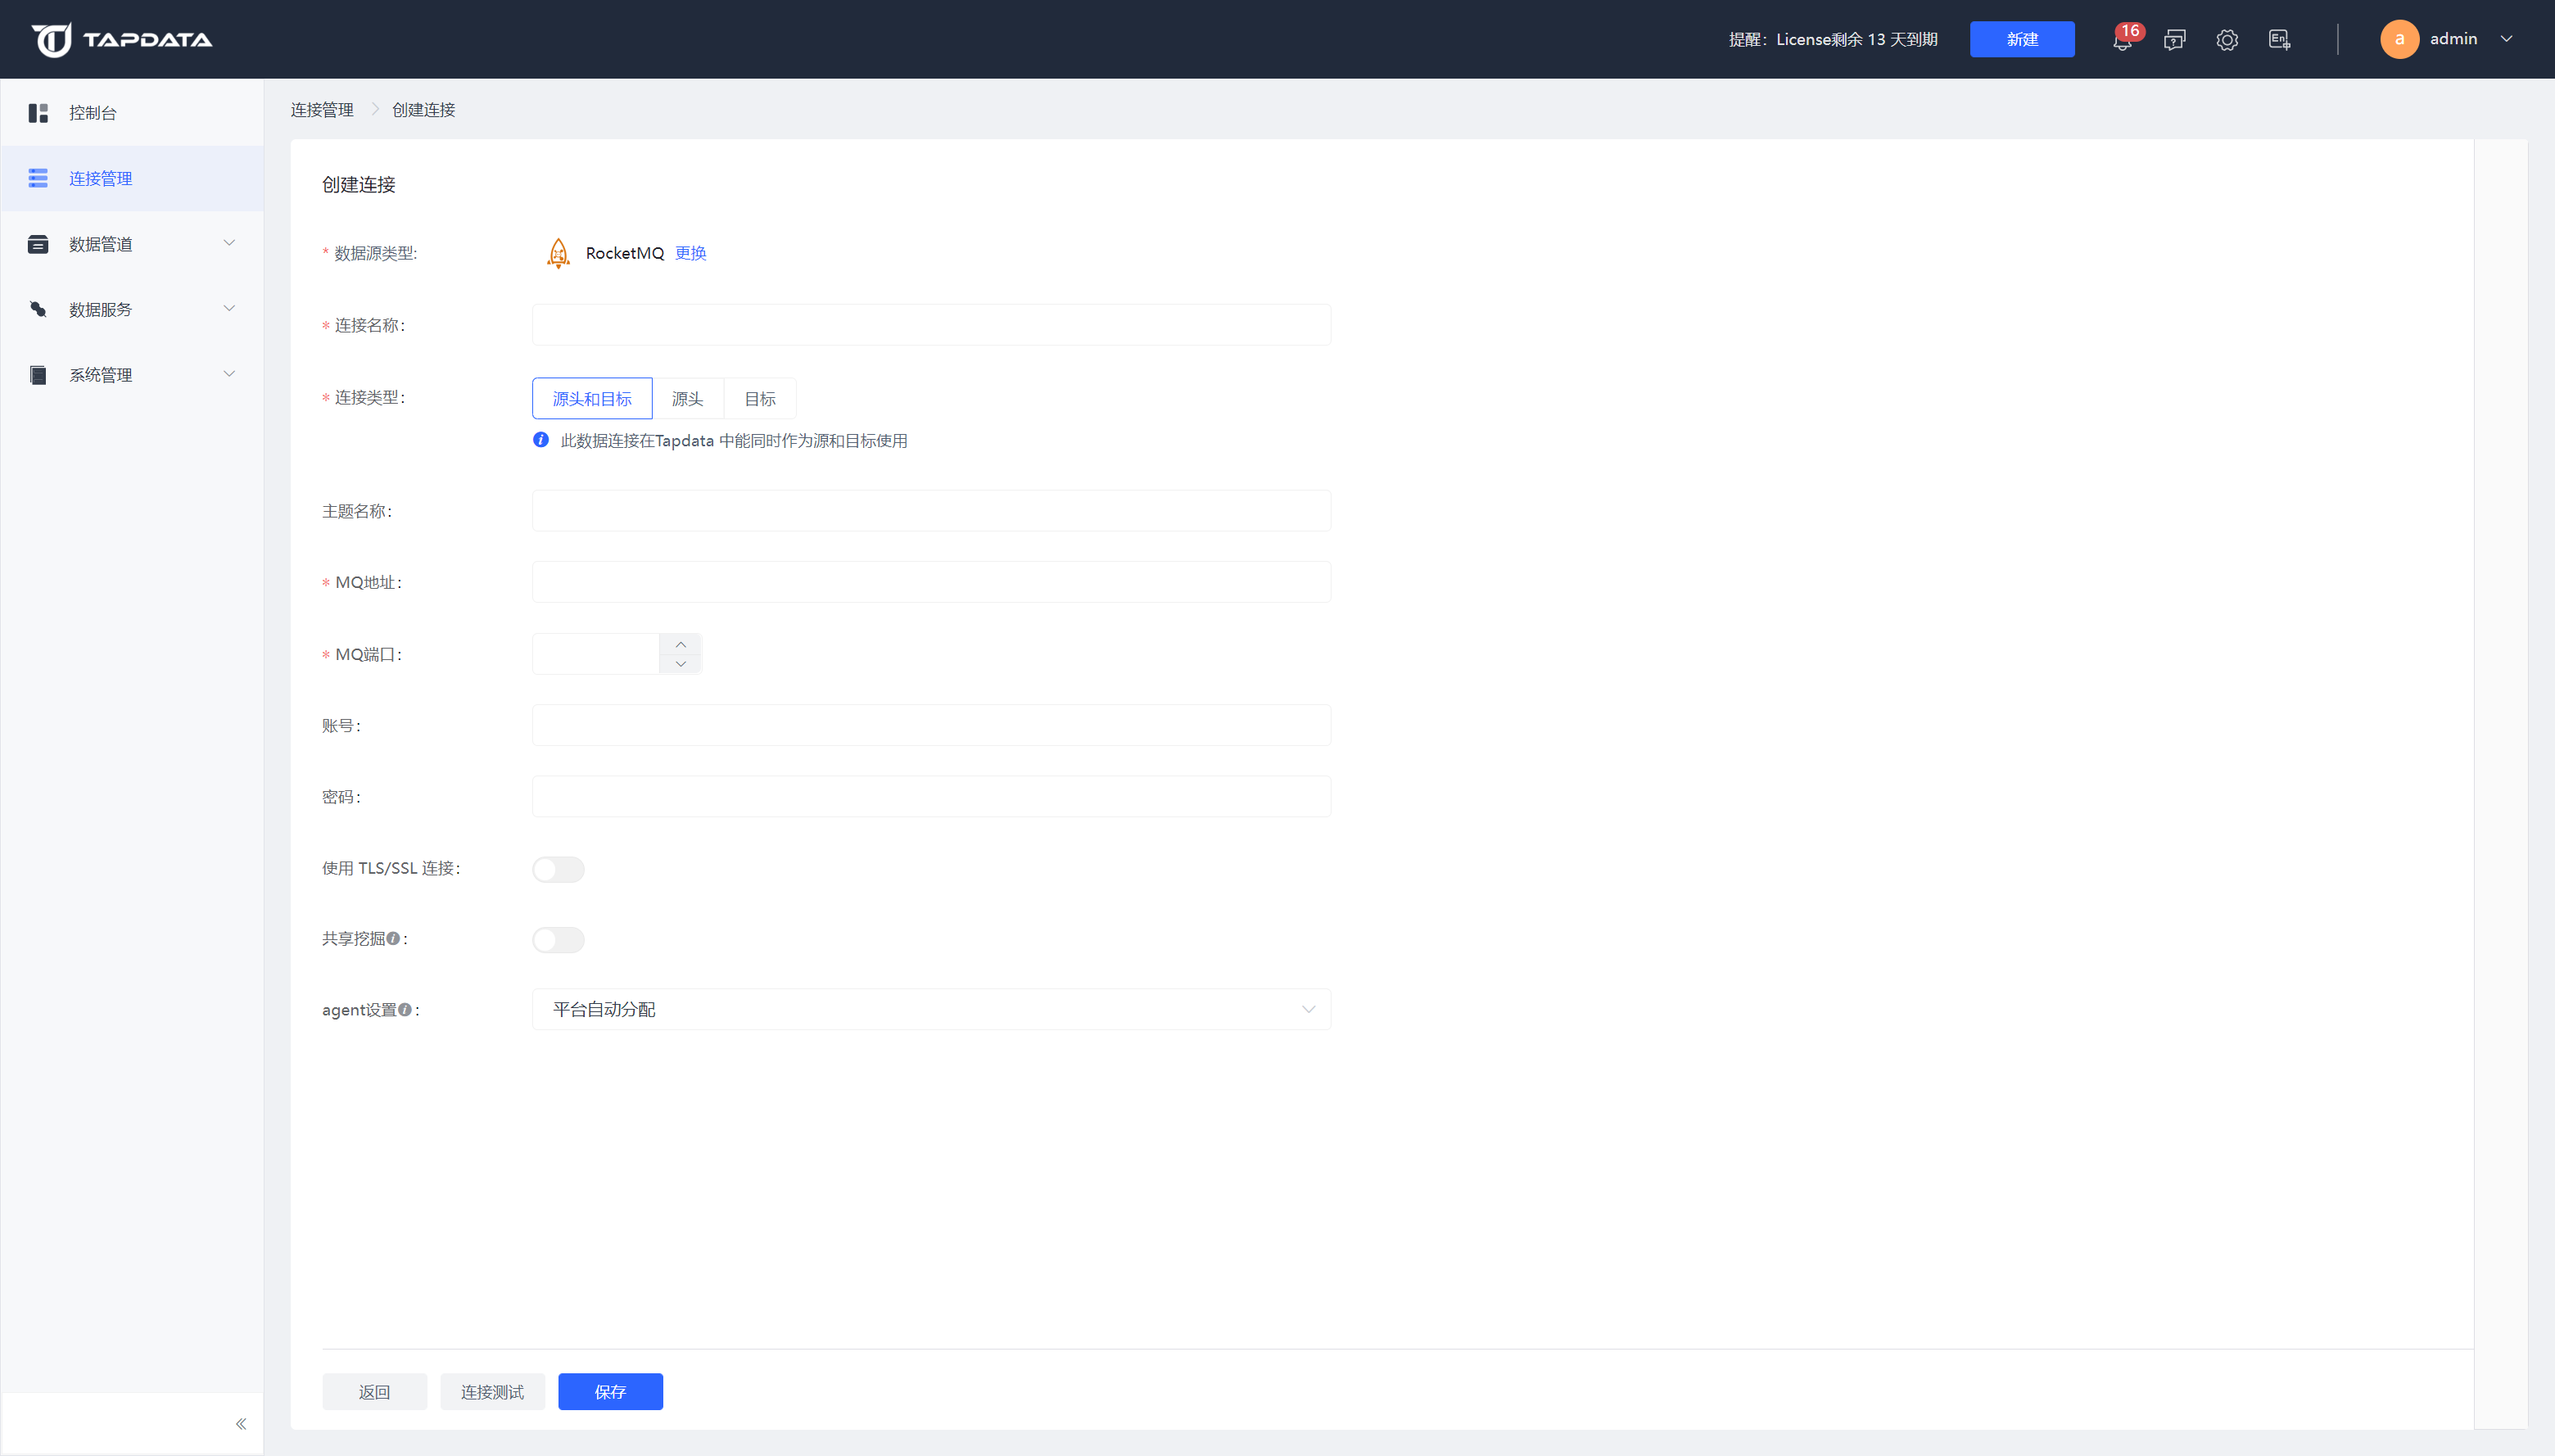 TAPDATA
提醒：License剩余 13 天到期
新建
16
En
a
admin
控制台
连接管理
数据管道
数据服务
系统管理
连接管理
创建连接
创建连接
* 数据源类型:
RocketMQ 更换
* 连接名称:
* 连接类型:
源头和目标
源头
目标
此数据连接在Tapdata 中能同时作为源和目标使用
主题名称:
* MQ地址:
* MQ端口:
账号:
密码:
使用 TLS/SSL 连接:
共享挖掘:
agent设置:
平台自动分配
返回
连接测试
保存